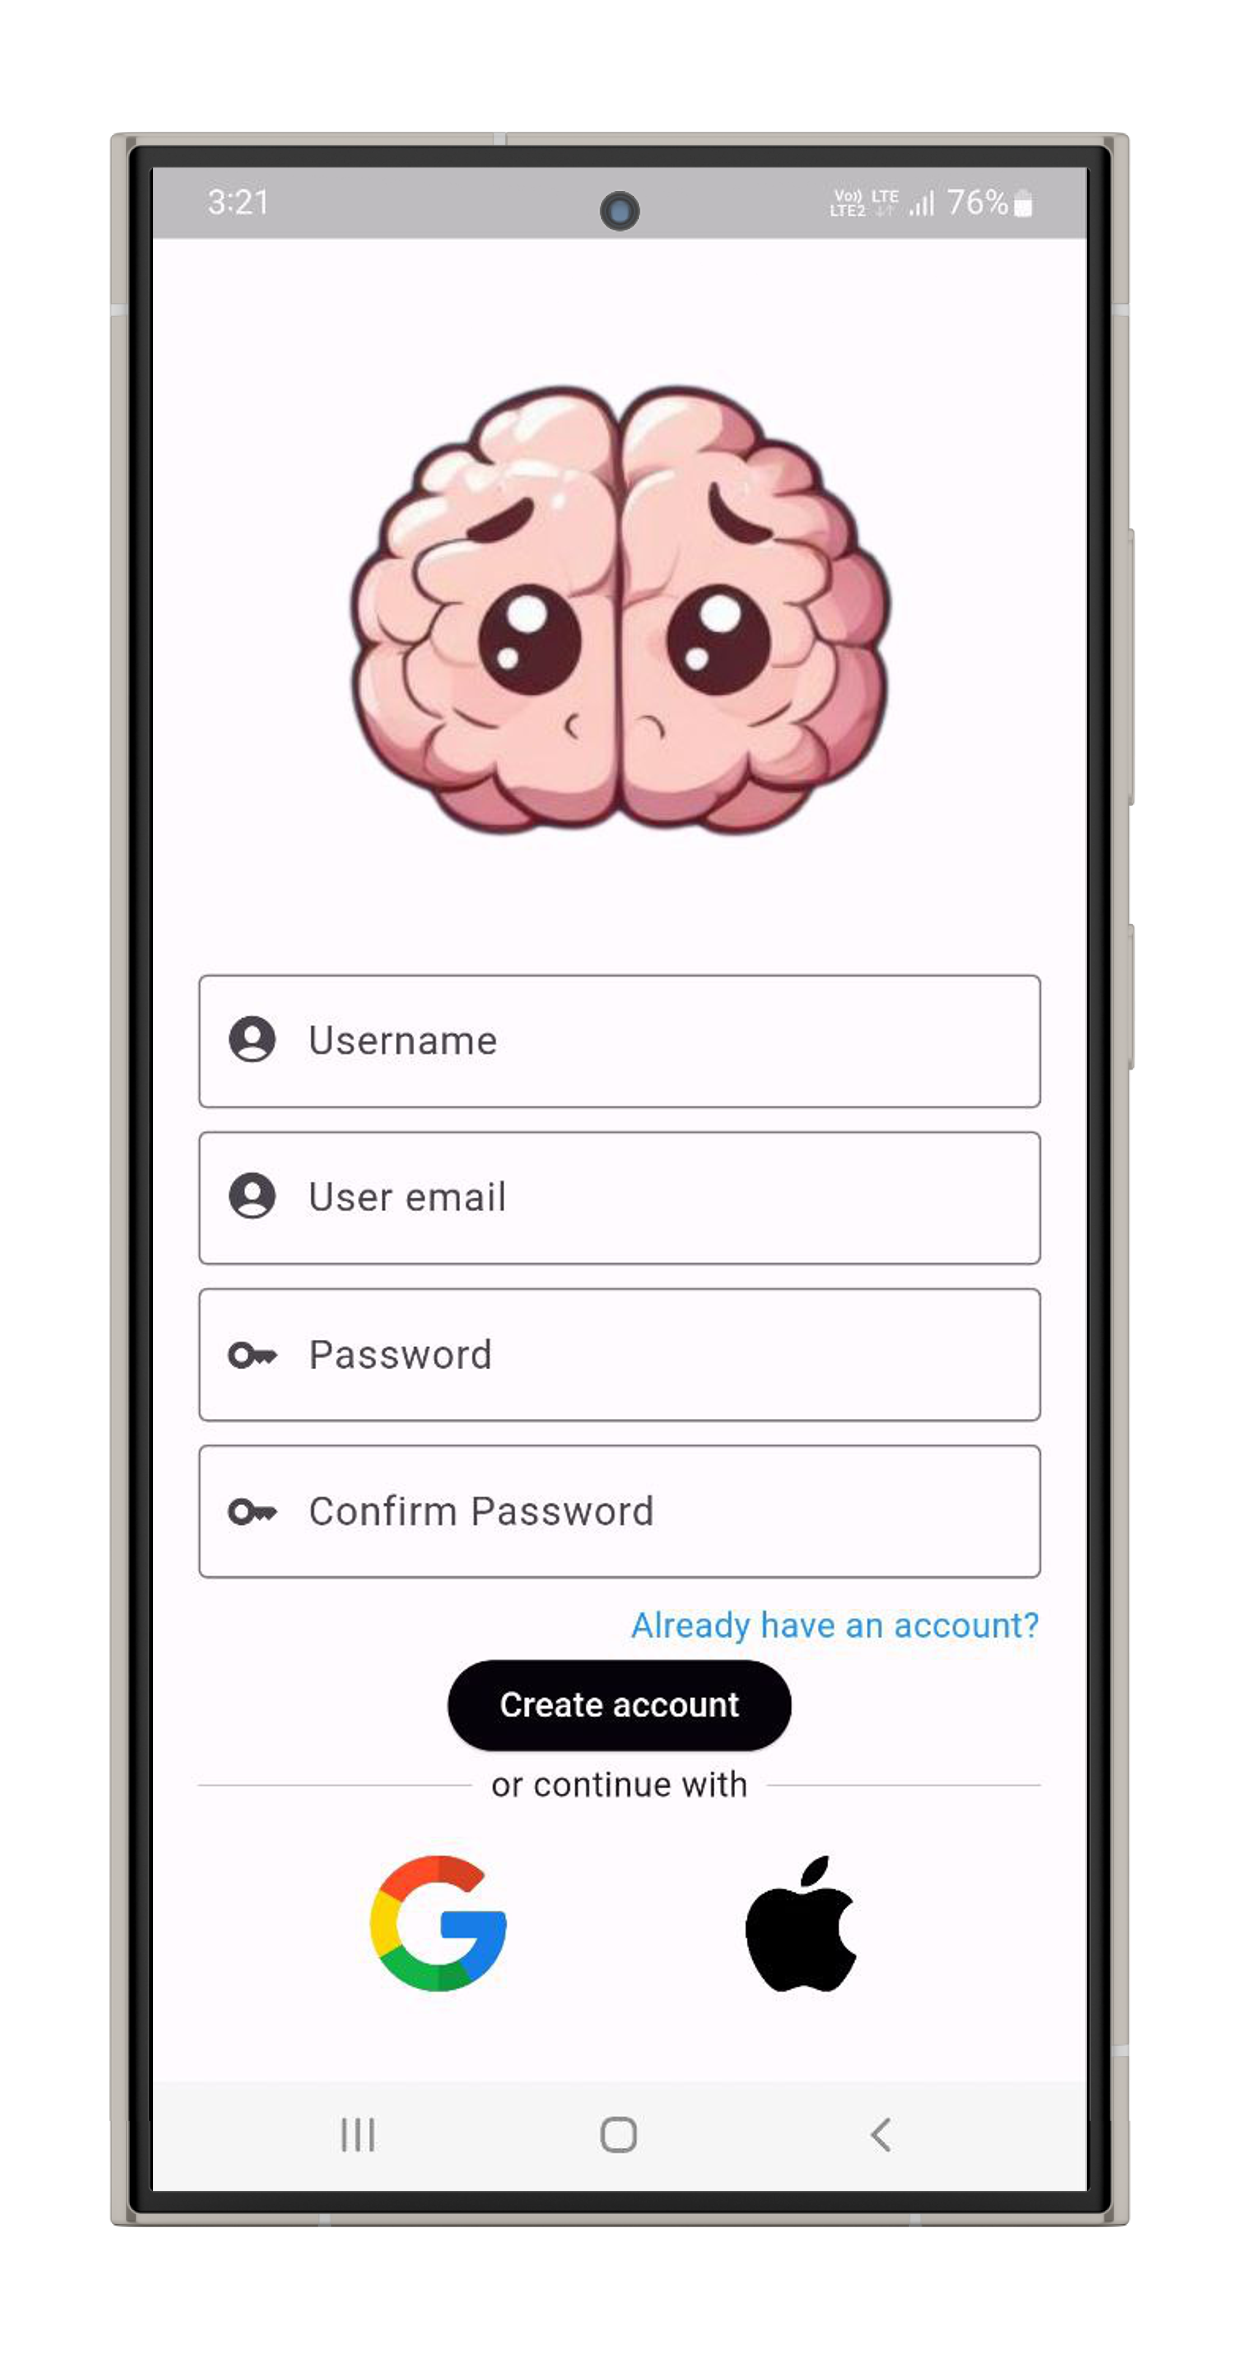 3:21
Vo)) LTE
LTE2
76%
Username
User email
Password
Confirm Password
Already have an account?
Create account
or continue with